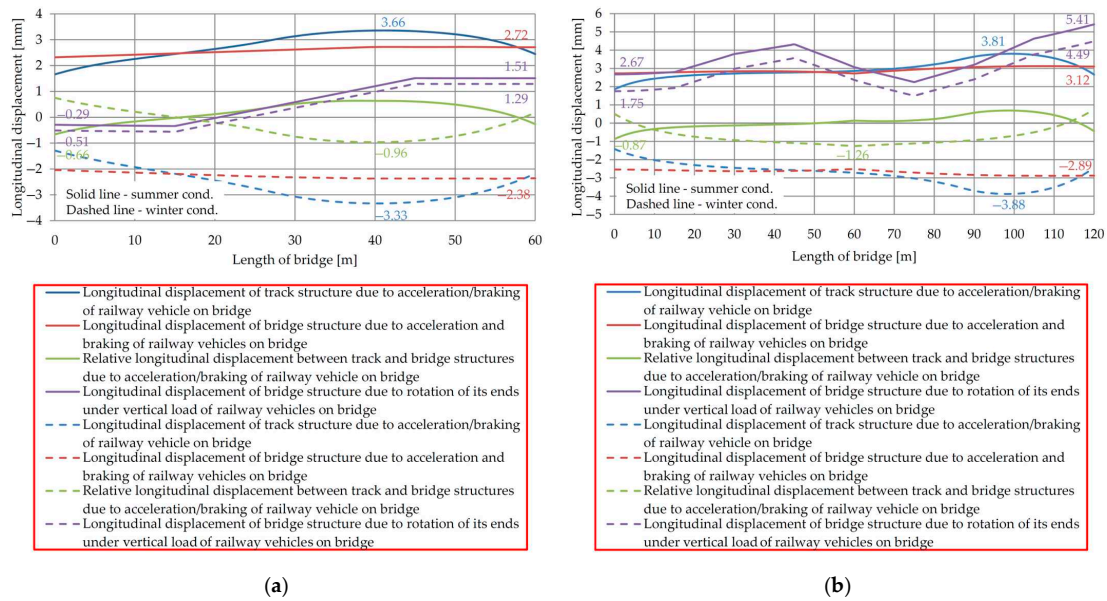 4
3
2
1
0
−1
−2
−3
4
Longitudinal displacement [mm]
3.66
2.72
1.51
1.29
−0.29
0.51
−0.66
−0.96
−2.38
−3.33
Solid line - summer cond.
Dashed line - winter cond.
0 10 20 30 40 50 60
Length of bridge [m]
Longitudinal displacement of track structure due to acceleration/braking
of railway vehicle on bridge
Longitudinal displacement of bridge structure due to acceleration and
braking of railway vehicles on bridge
Relative longitudinal displacement between track and bridge structures
due to acceleration/braking of railway vehicle on bridge
Longitudinal displacement of bridge structure due to rotation of its ends
under vertical load of railway vehicles on bridge
Longitudinal displacement of track structure due to acceleration/braking
of railway vehicle on bridge
Longitudinal displacement of bridge structure due to acceleration and
braking of railway vehicles on bridge
Relative longitudinal displacement between track and bridge structures
due to acceleration/braking of railway vehicle on bridge
Longitudinal displacement of bridge structure due to rotation of its ends
under vertical load of railway vehicles on bridge
(a)
6
5
4
3
2
1
0
−1
−2
−3
−4
−5
Longitudinal displacement [mm]
5.41
3.81
4.49
2.67
3.12
1.75
−0.87
−1.26
−2.89
−3.88
Solid line - summer cond.
Dashed line - winter cond.
0 10 20 30 40 50 60 70 80 90 100 110 120
Length of bridge [m]
Longitudinal displacement of track structure due to acceleration/braking
of railway vehicle on bridge
Longitudinal displacement of bridge structure due to acceleration and
braking of railway vehicles on bridge
Relative longitudinal displacement between track and bridge structures
due to acceleration/braking of railway vehicle on bridge
Longitudinal displacement of bridge structure due to rotation of its ends
under vertical load of railway vehicles on bridge
Longitudinal displacement of track structure due to acceleration/braking
of railway vehicle on bridge
Longitudinal displacement of bridge structure due to acceleration and
braking of railway vehicles on bridge
Relative longitudinal displacement between track and bridge structures
due to acceleration/braking of railway vehicle on bridge
Longitudinal displacement of bridge structure due to rotation of its ends
under vertical load of railway vehicles on bridge
(b)